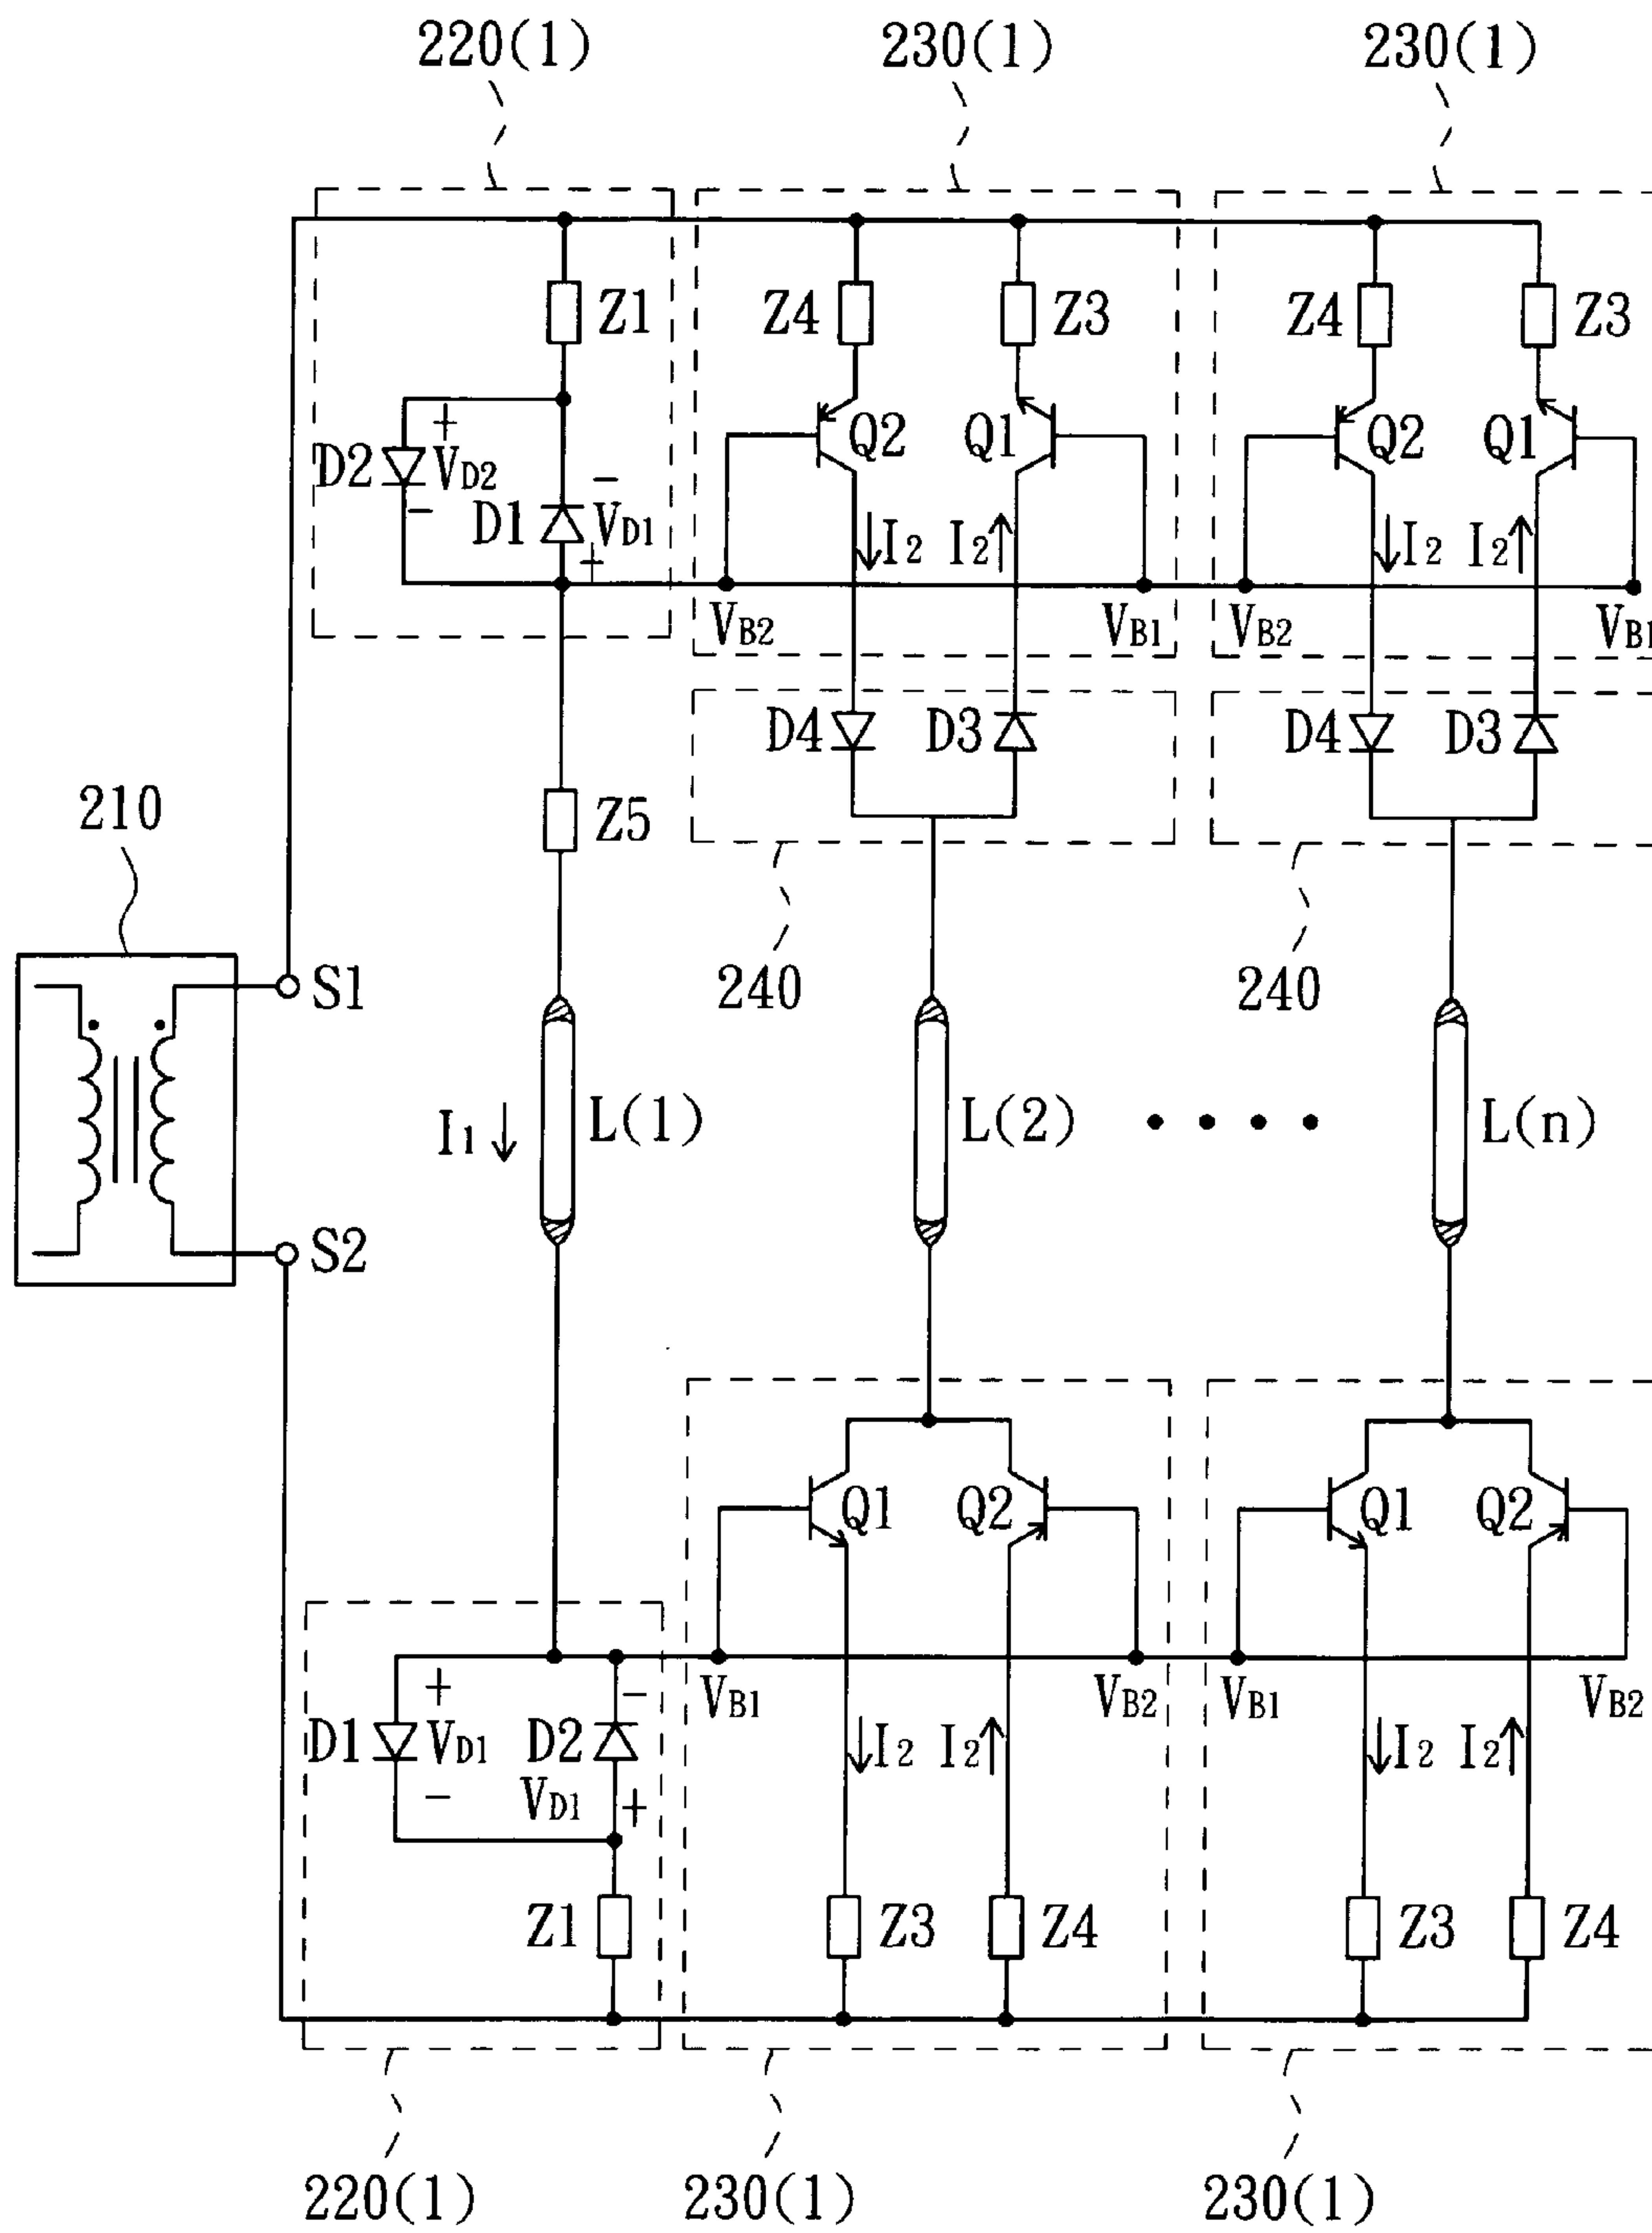 220(1) 230(1) 230(1)
Z1 Z4 Z3 Z4 Z3
+
D2 VD2 Q2 Q1 Q2 Q1
- -
D1 VD1 I2 I2 I2 I2
+
VB2 VB1 VB2 VB1
D4 D3 D4 D3
210 Z5
240 240
S1
I1 L(1) L(2) L(n)
S2
Q1 Q2 Q1 Q2
+ - VB1 VB2 VB1 VB2
D1 VD1 D2 I2 I2 I2 I2
- VD1 +
Z1 Z3 Z4 Z3 Z4
220(1) 230(1) 230(1)